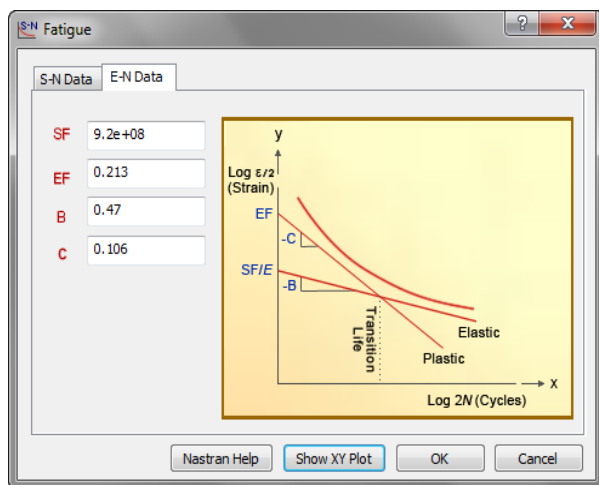 S-N Fatigue
?
X
S-N Data E-N Data
SF 9.2e+08
EF 0.213
B 0.47
C 0.106
y
Log ε/2
(Strain)
EF
-C
SF/E
-B
Transition
Life
Elastic
Plastic
x
Log 2N (Cycles)
Nastran Help Show XY Plot OK Cancel